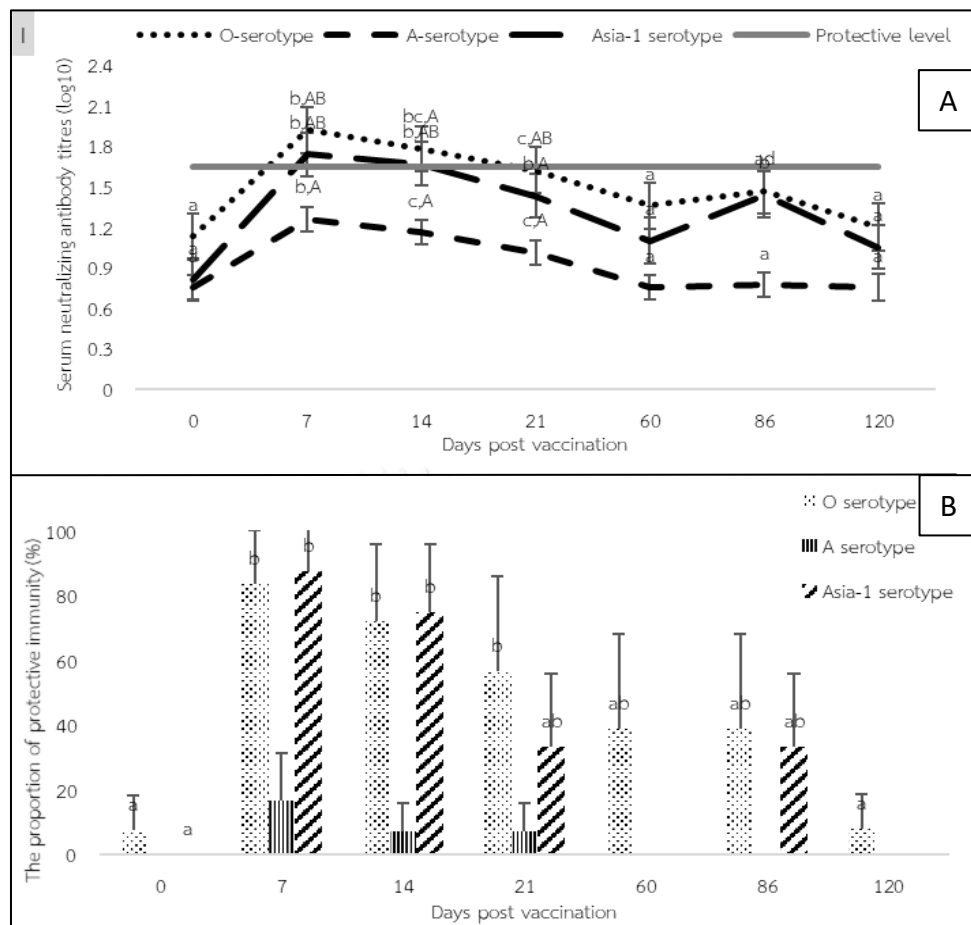 I
O-serotype A-serotype Asia-1 serotype Protective level
A
Serum neutralizing antibody titres (log10)
2.4
2.1
1.8
1.5
1.2
0.9
0.6
0.3
0
b,AB
b,AB
b,A
bc,A
b,AB
c,A
c,AB
b,A
c,A
a
a
a
a
a
ad
b
a
a
a
a
0 7 14 21 60 86 120
Days post vaccination
B
O serotype
A serotype
Asia-1 serotype
The proportion of protective immunity (%)
100
80
60
40
20
0
a
a
b
b
b
b
b
ab
ab
ab
ab
a
0 7 14 21 60 86 120
Days post vaccination